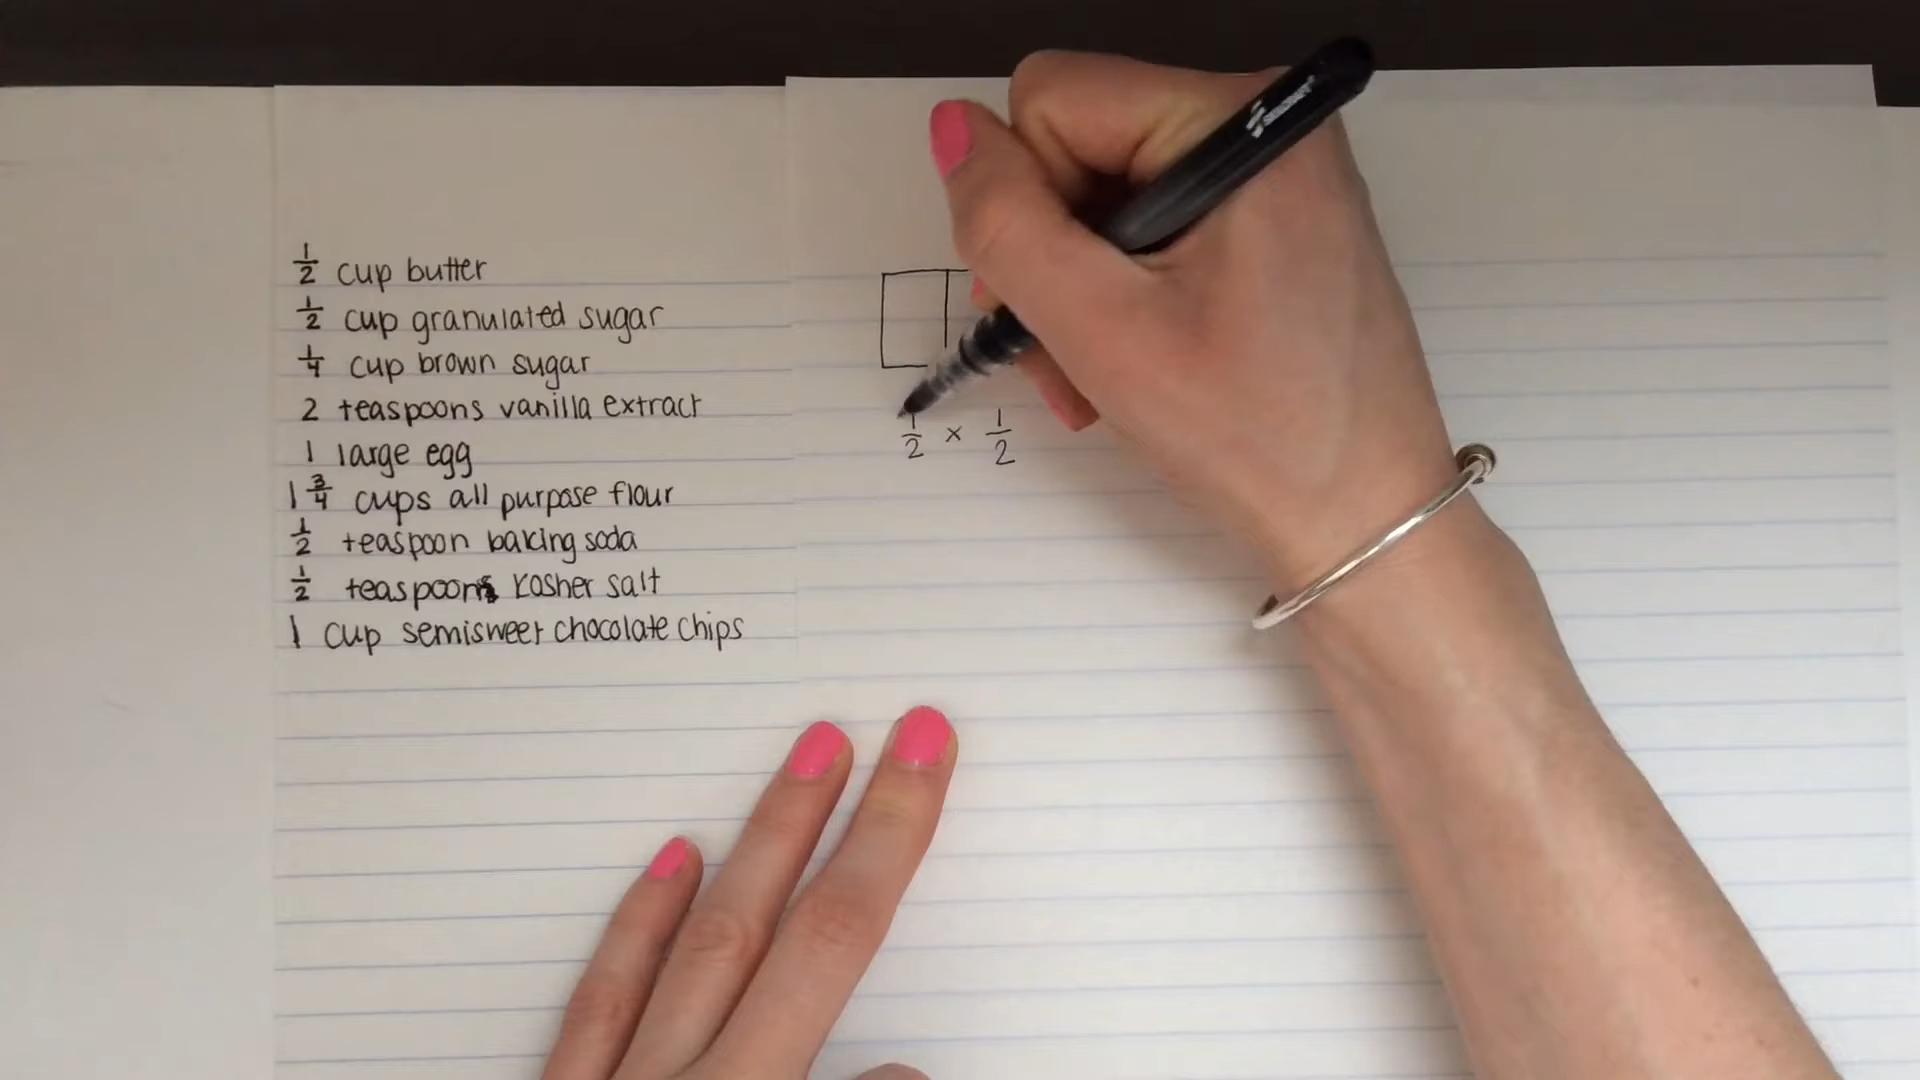 1/2 cup butter
1/2 cup granulated sugar
1/4 cup brown sugar
2 teaspoons vanilla extract
1 large egg
1 3/4 cups all purpose flour
1/2 teaspoon baking soda
1/2 teaspoons kosher salt
1 cup semisweet chocolate chips
1/2 × 1/2